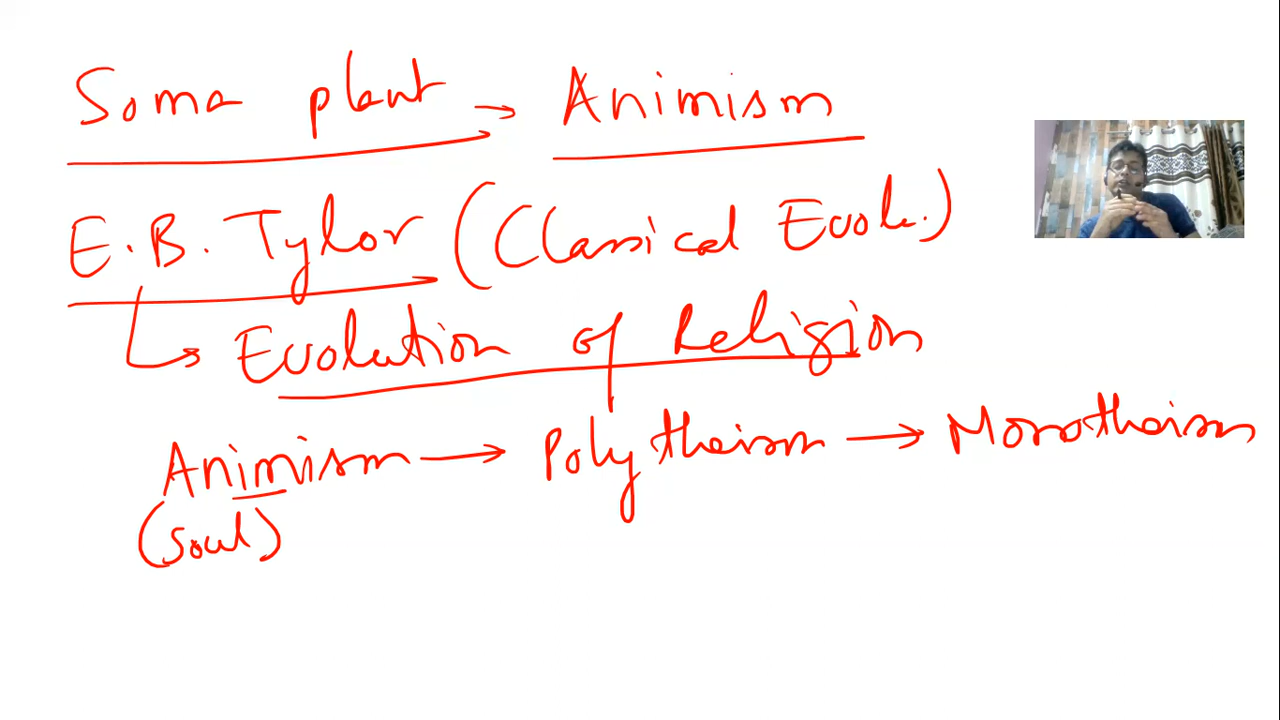 Soma plant → Animism
E.B. Tylor (Classical Evolu.)
Evolution of Religion
Animism → Polytheism → Monotheism
(Soul)